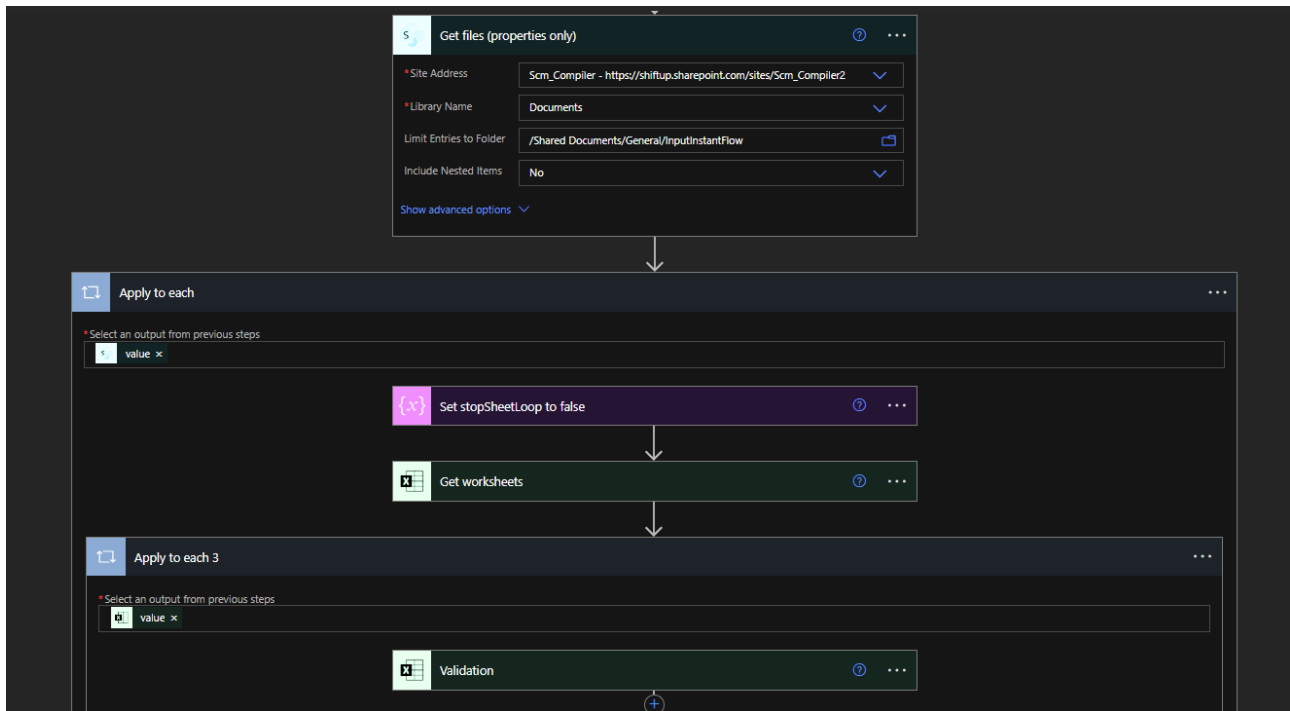 S Get files (properties only)
*Site Address Scm_Compiler - https://shiftup.sharepoint.com/sites/Scm_Compiler2
*Library Name Documents
Limit Entries to Folder /Shared Documents/General/InputInstantFlow
Include Nested Items No
Show advanced options
Apply to each
*Select an output from previous steps
S value ×
{x} Set stopSheetLoop to false
X Get worksheets
Apply to each 3
*Select an output from previous steps
X value ×
X Validation